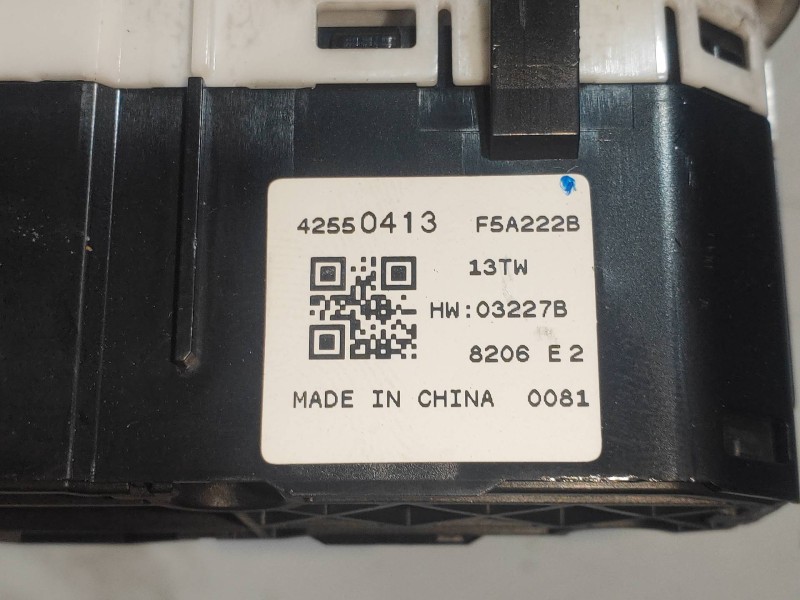 42550413 F5A222B
13TW
HW:03227B
8206 E2
MADE IN CHINA 0081